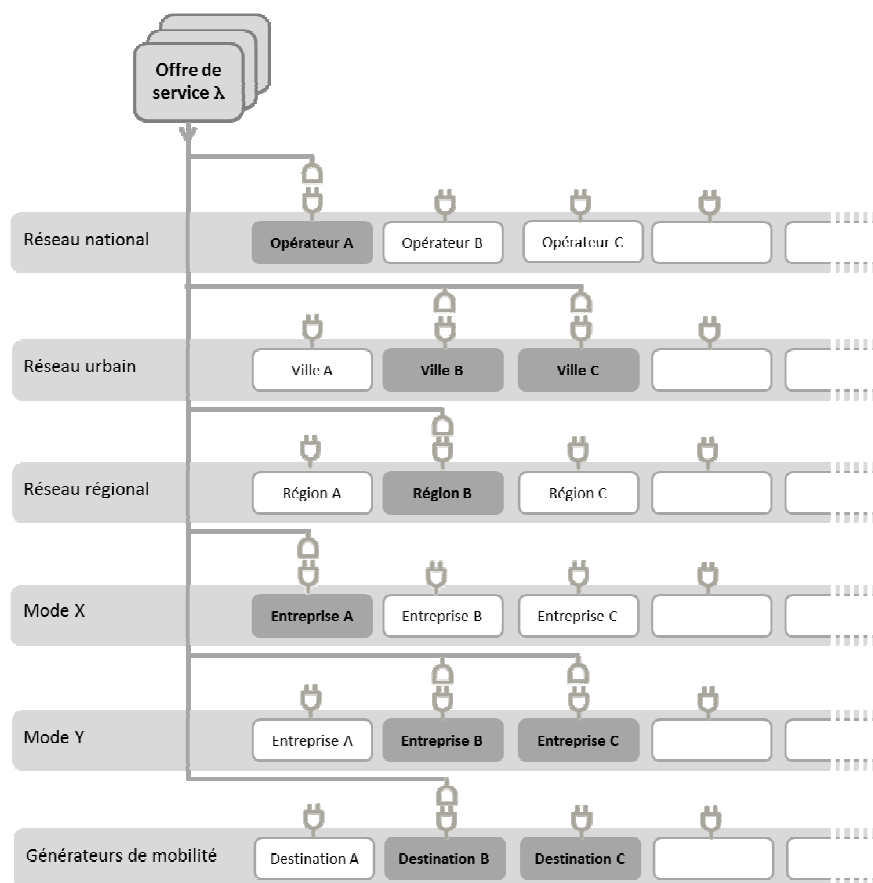 Offre de
service λ
Réseau national
Opérateur A
Opérateur B
Opérateur C
Réseau urbain
Ville A
Ville B
Ville C
Réseau régional
Région A
Région B
Région C
Mode X
Entreprise A
Entreprise B
Entreprise C
Mode Y
Entreprise A
Entreprise B
Entreprise C
Générateurs de mobilité
Destination A
Destination B
Destination C